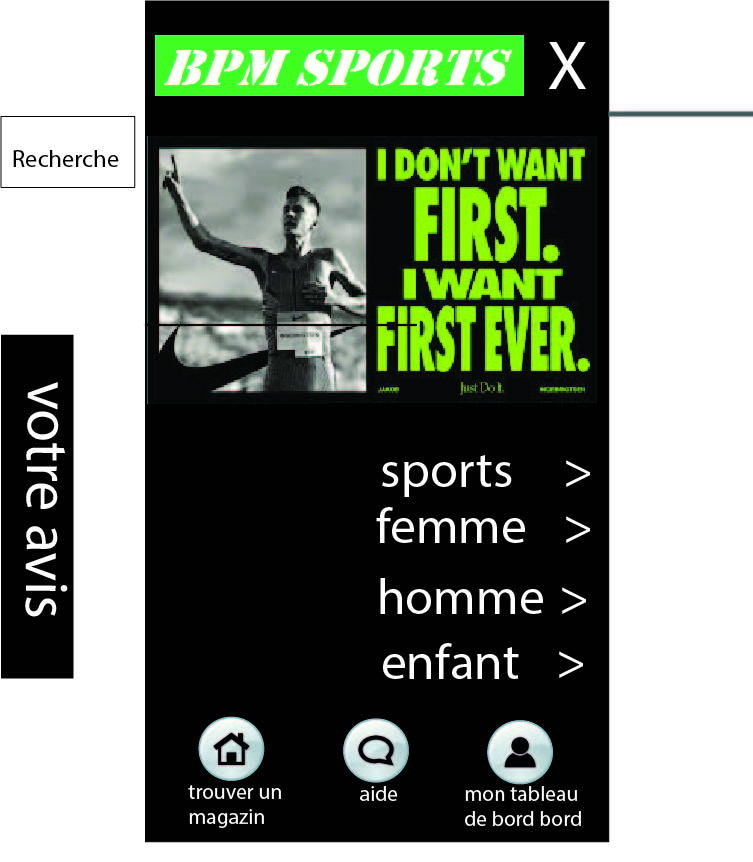 BPM SPORTS
X
Recherche
I DON'T WANT
FIRST.
I WANT
FIRST EVER.
JAKOB
Just Do It.
INGEBRIGTSEN
votre avis
sports >
femme >
homme >
enfant >
trouver un
magazin
aide
mon tableau
de bord bord